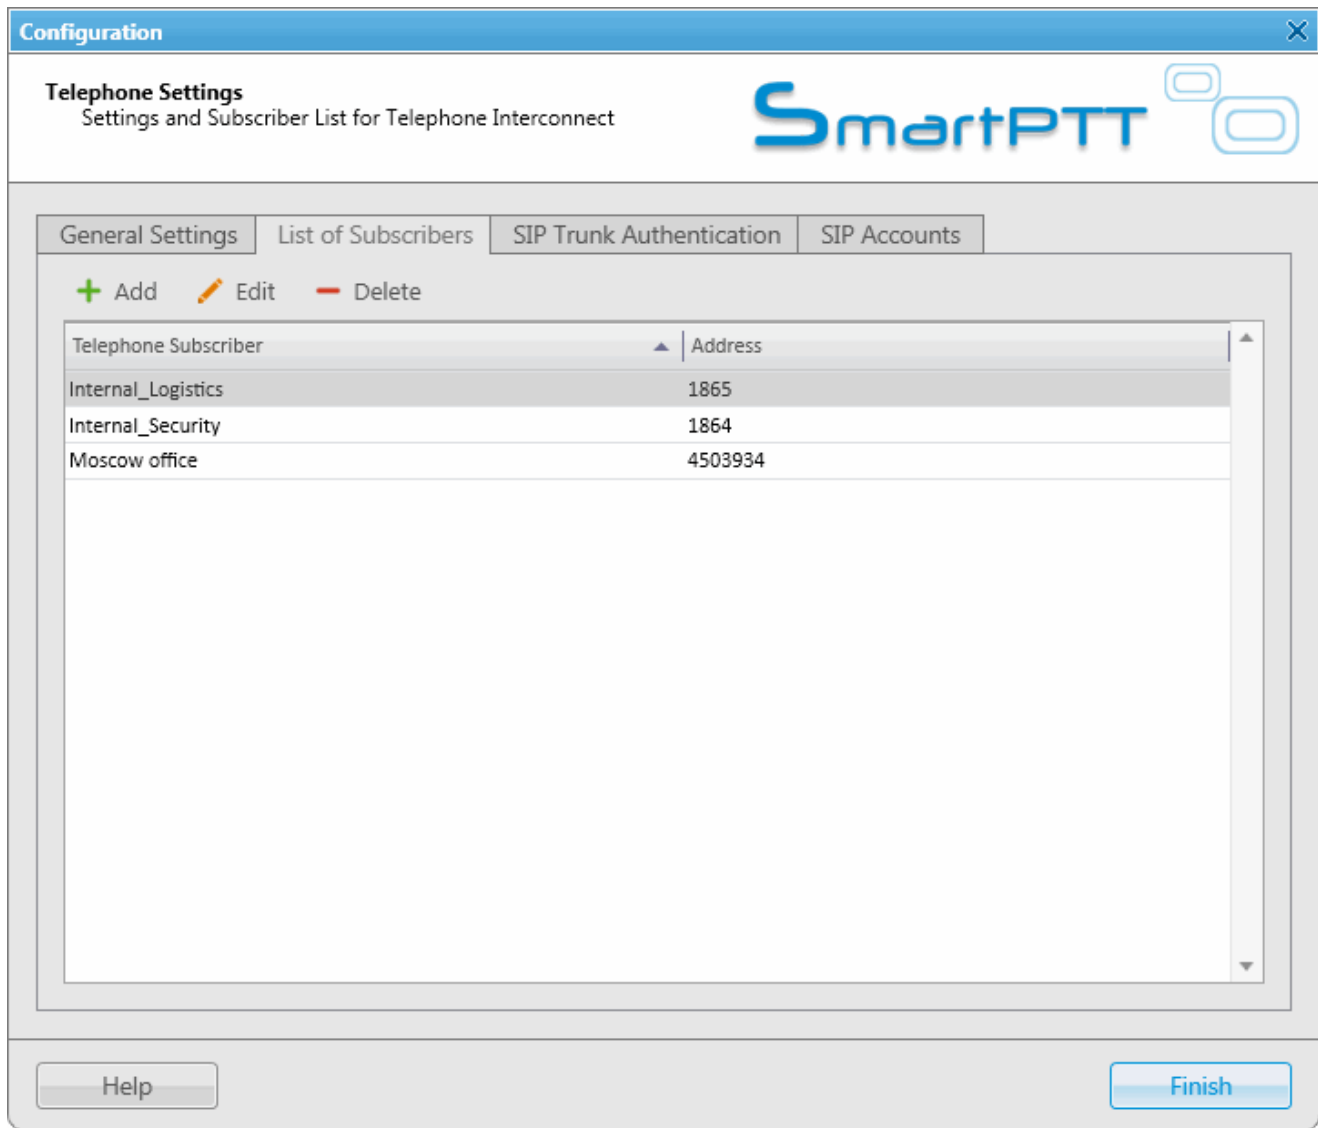 Configuration
Telephone Settings
Settings and Subscriber List for Telephone Interconnect
SmartPTT
General Settings List of Subscribers SIP Trunk Authentication SIP Accounts
Add Edit Delete
Telephone Subscriber Address
Internal_Logistics 1865
Internal_Security 1864
Moscow office 4503934
Help Finish